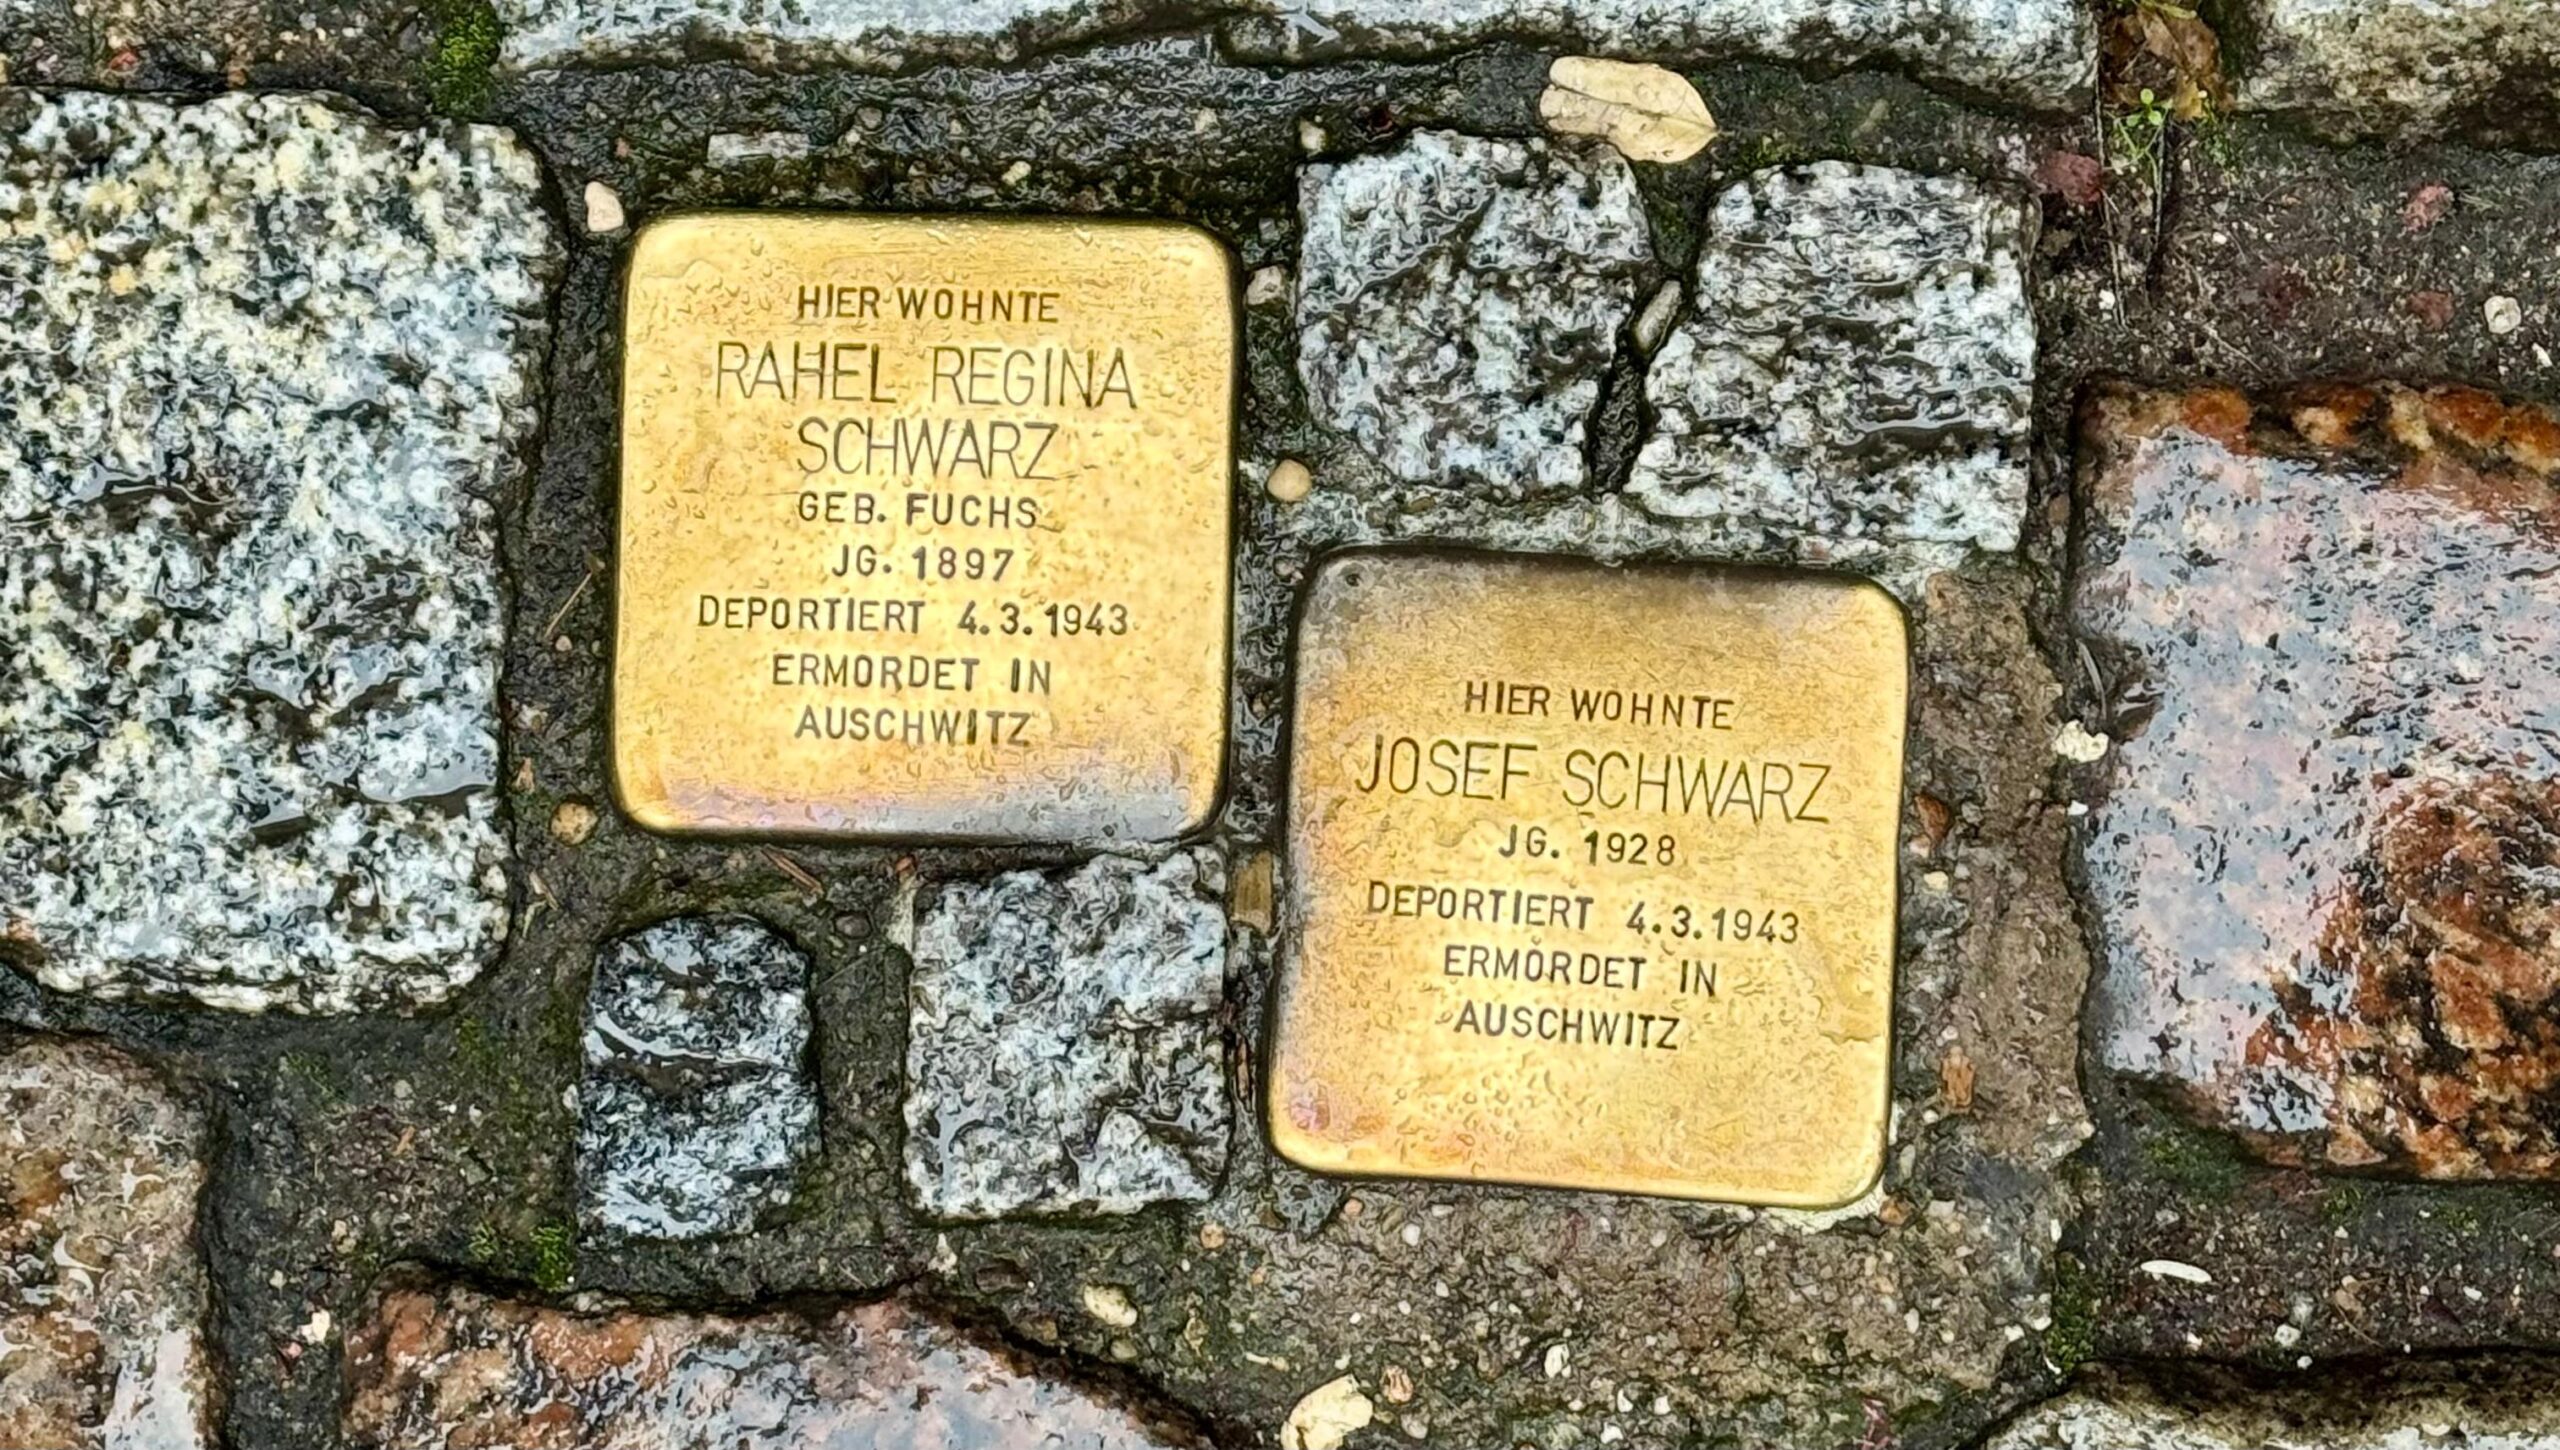 HIER WOHNTE
RAHEL REGINA
SCHWARZ
GEB. FUCHS
JG. 1897
DEPORTIERT 4.3.1943
ERMORDET IN
AUSCHWITZ
HIER WOHNTE
JOSEF SCHWARZ
JG. 1928
DEPORTIERT 4.3.1943
ERMORDET IN
AUSCHWITZ